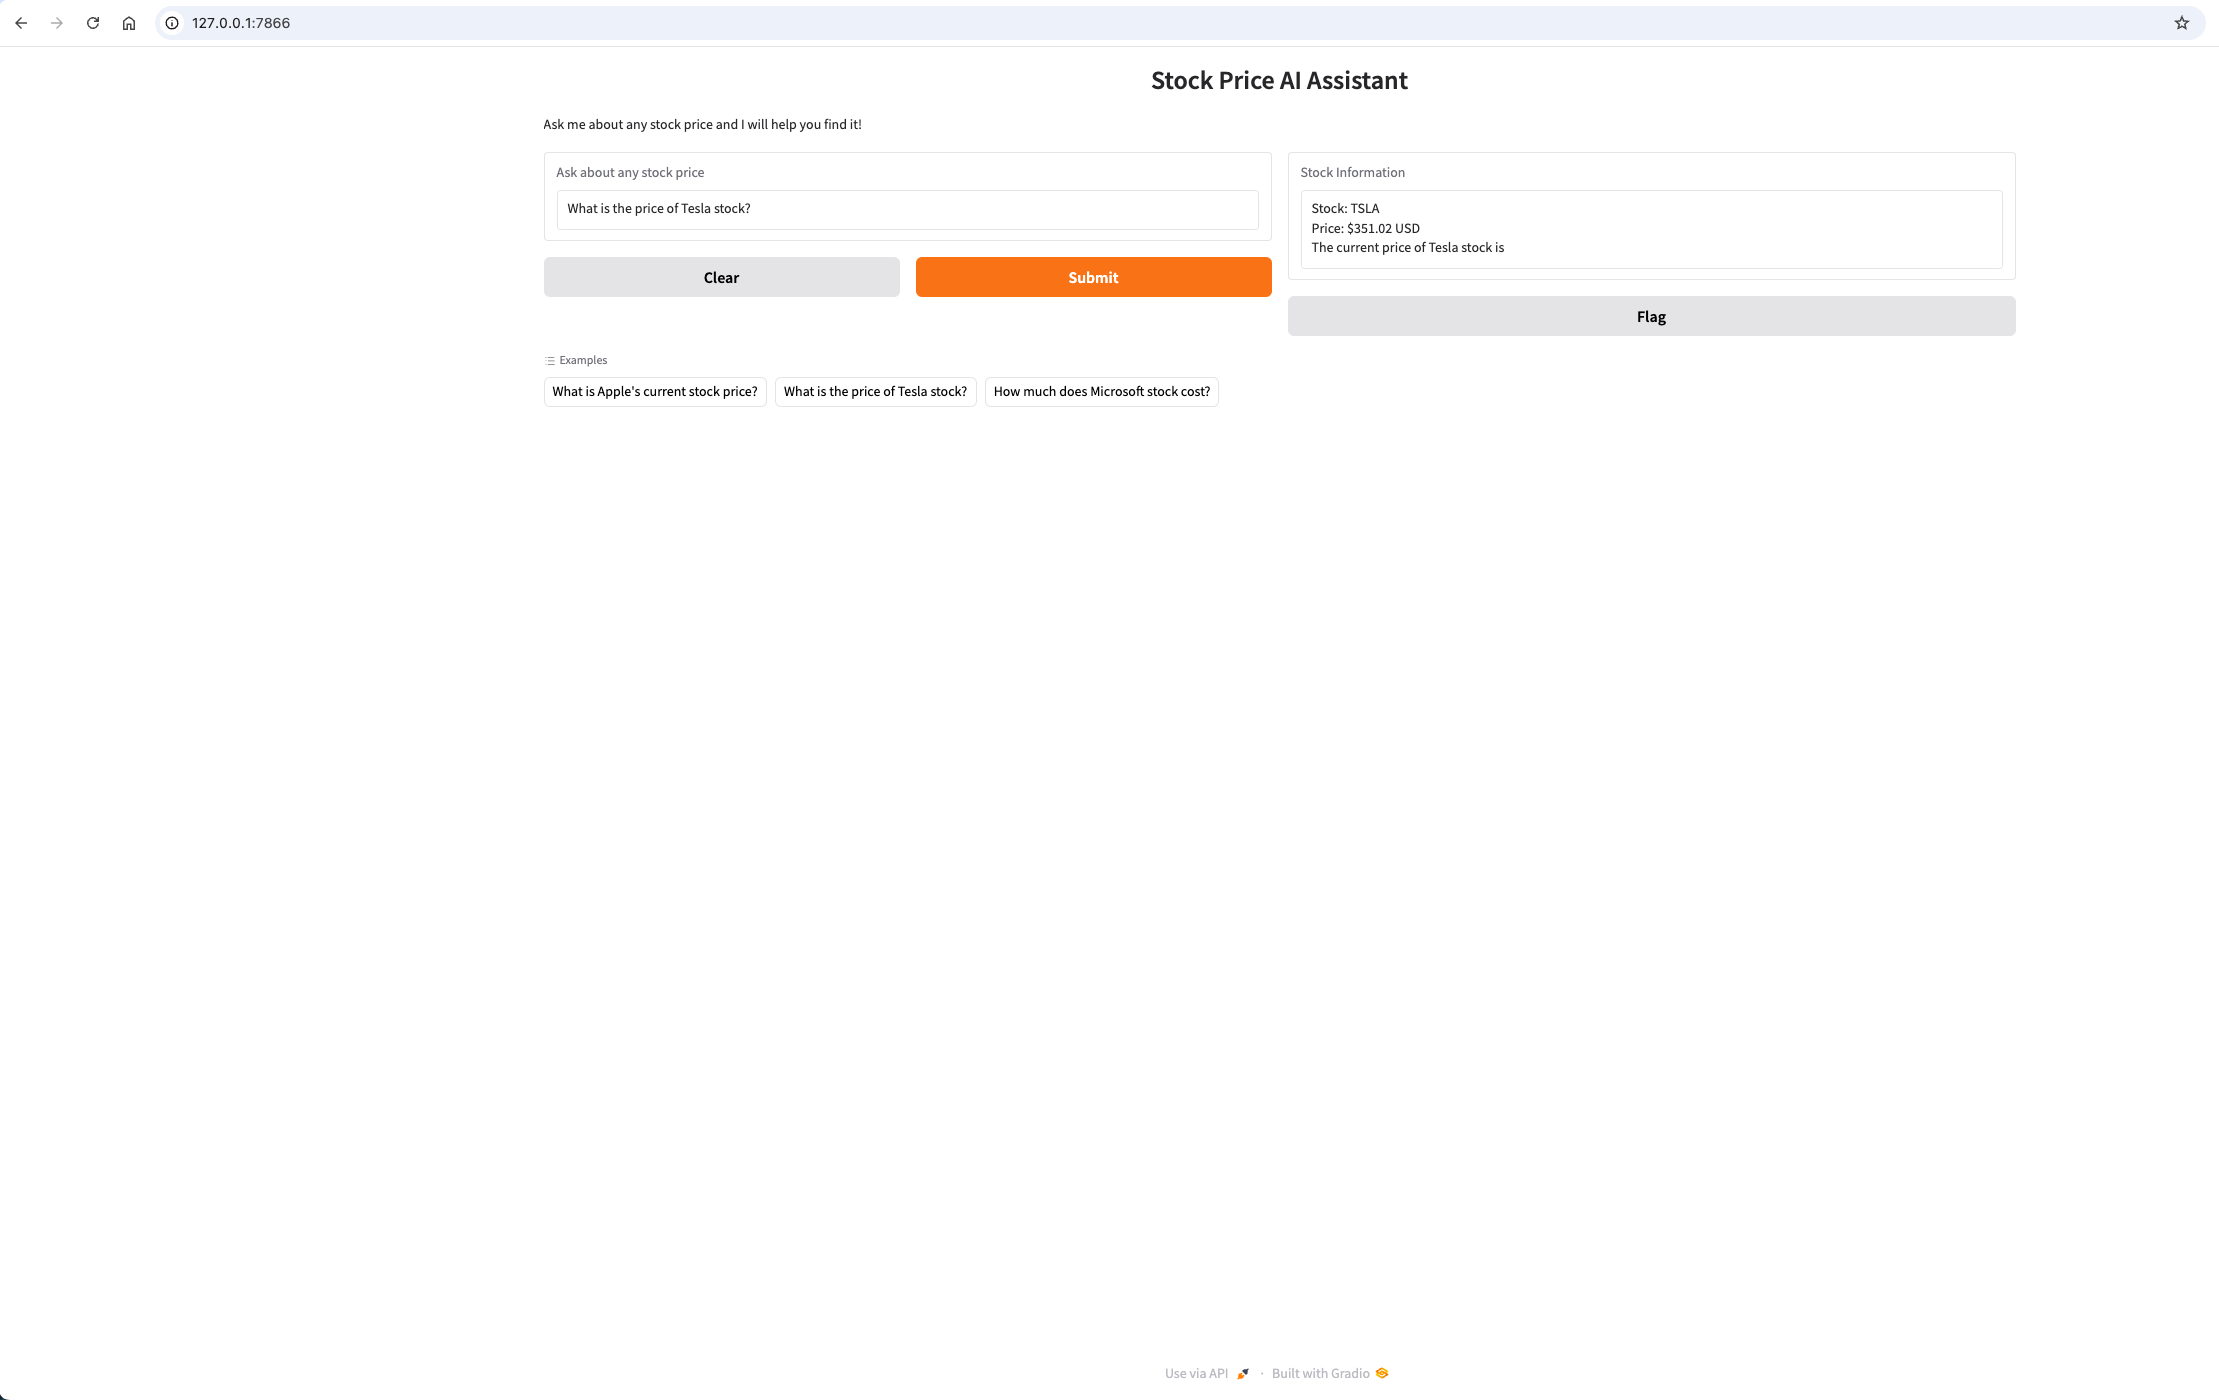 127.0.0.1:7866
Stock Price AI Assistant
Ask me about any stock price and I will help you find it!
Ask about any stock price
What is the price of Tesla stock?
Clear
Submit
Stock Information
Stock: TSLA
Price: $351.02 USD
The current price of Tesla stock is
Flag
Examples
What is Apple's current stock price?
What is the price of Tesla stock?
How much does Microsoft stock cost?
Use via API · Built with Gradio